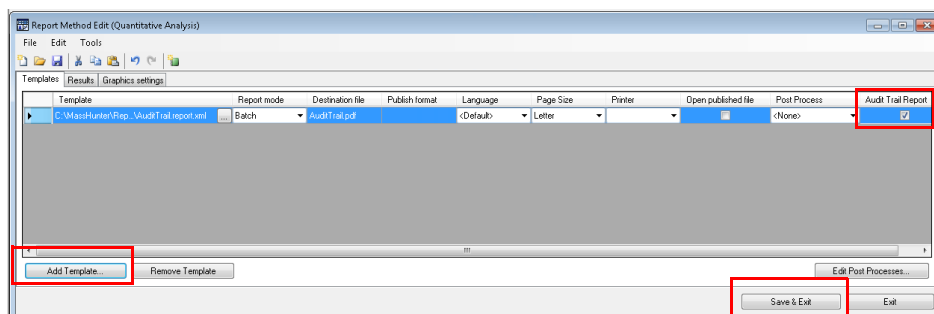 Report Method Edit (Quantitative Analysis)
File Edit Tools
Templates Results Graphics settings
Template Report mode Destination file Publish format Language Page Size Printer Open published file Post Process Audit Trail Report
C:\MassHunter\Rep...\AuditTrail.report.xml ... Batch AuditTrail.pdf <Default> Letter <None>
Add Template... Remove Template Edit Post Processes...
Save & Exit Exit